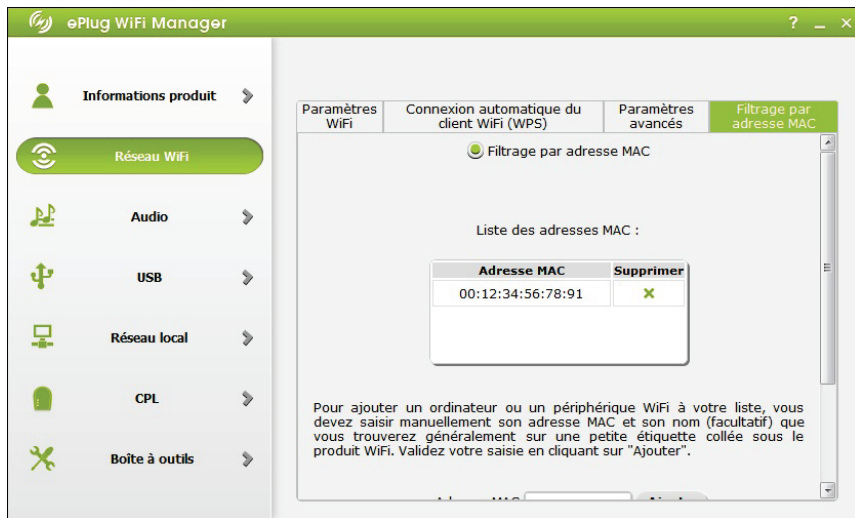 ePlug WiFi Manager ? _ ×
Informations produit
Réseau WiFi
Audio
USB
Réseau local
CPL
Boîte à outils
Paramètres
WiFi
Connexion automatique du
client WiFi (WPS)
Paramètres
avancés
Filtrage par
adresse MAC
Filtrage par adresse MAC
Liste des adresses MAC :
Adresse MAC Supprimer
00:12:34:56:78:91
Pour ajouter un ordinateur ou un périphérique WiFi à votre liste, vous
devez saisir manuellement son adresse MAC et son nom (facultatif) que
vous trouverez généralement sur une petite étiquette collée sous le
produit WiFi. Validez votre saisie en cliquant sur "Ajouter".